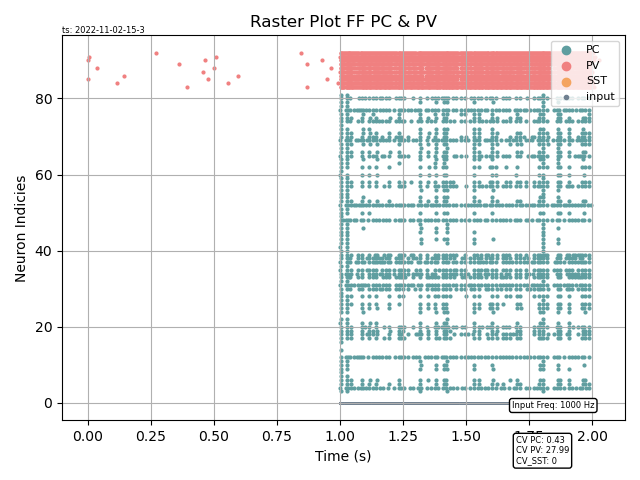 Raster Plot FF PC & PV
ts: 2022-11-02-15-3
PC
PV
SST
input
Neuron Indicies
80
60
40
20
0
Input Freq: 1000 Hz
0.00 0.25 0.50 0.75 1.00 1.25 1.50 1.75 2.00
Time (s)
CV PC: 0.43
CV PV: 27.99
CV_SST: 0